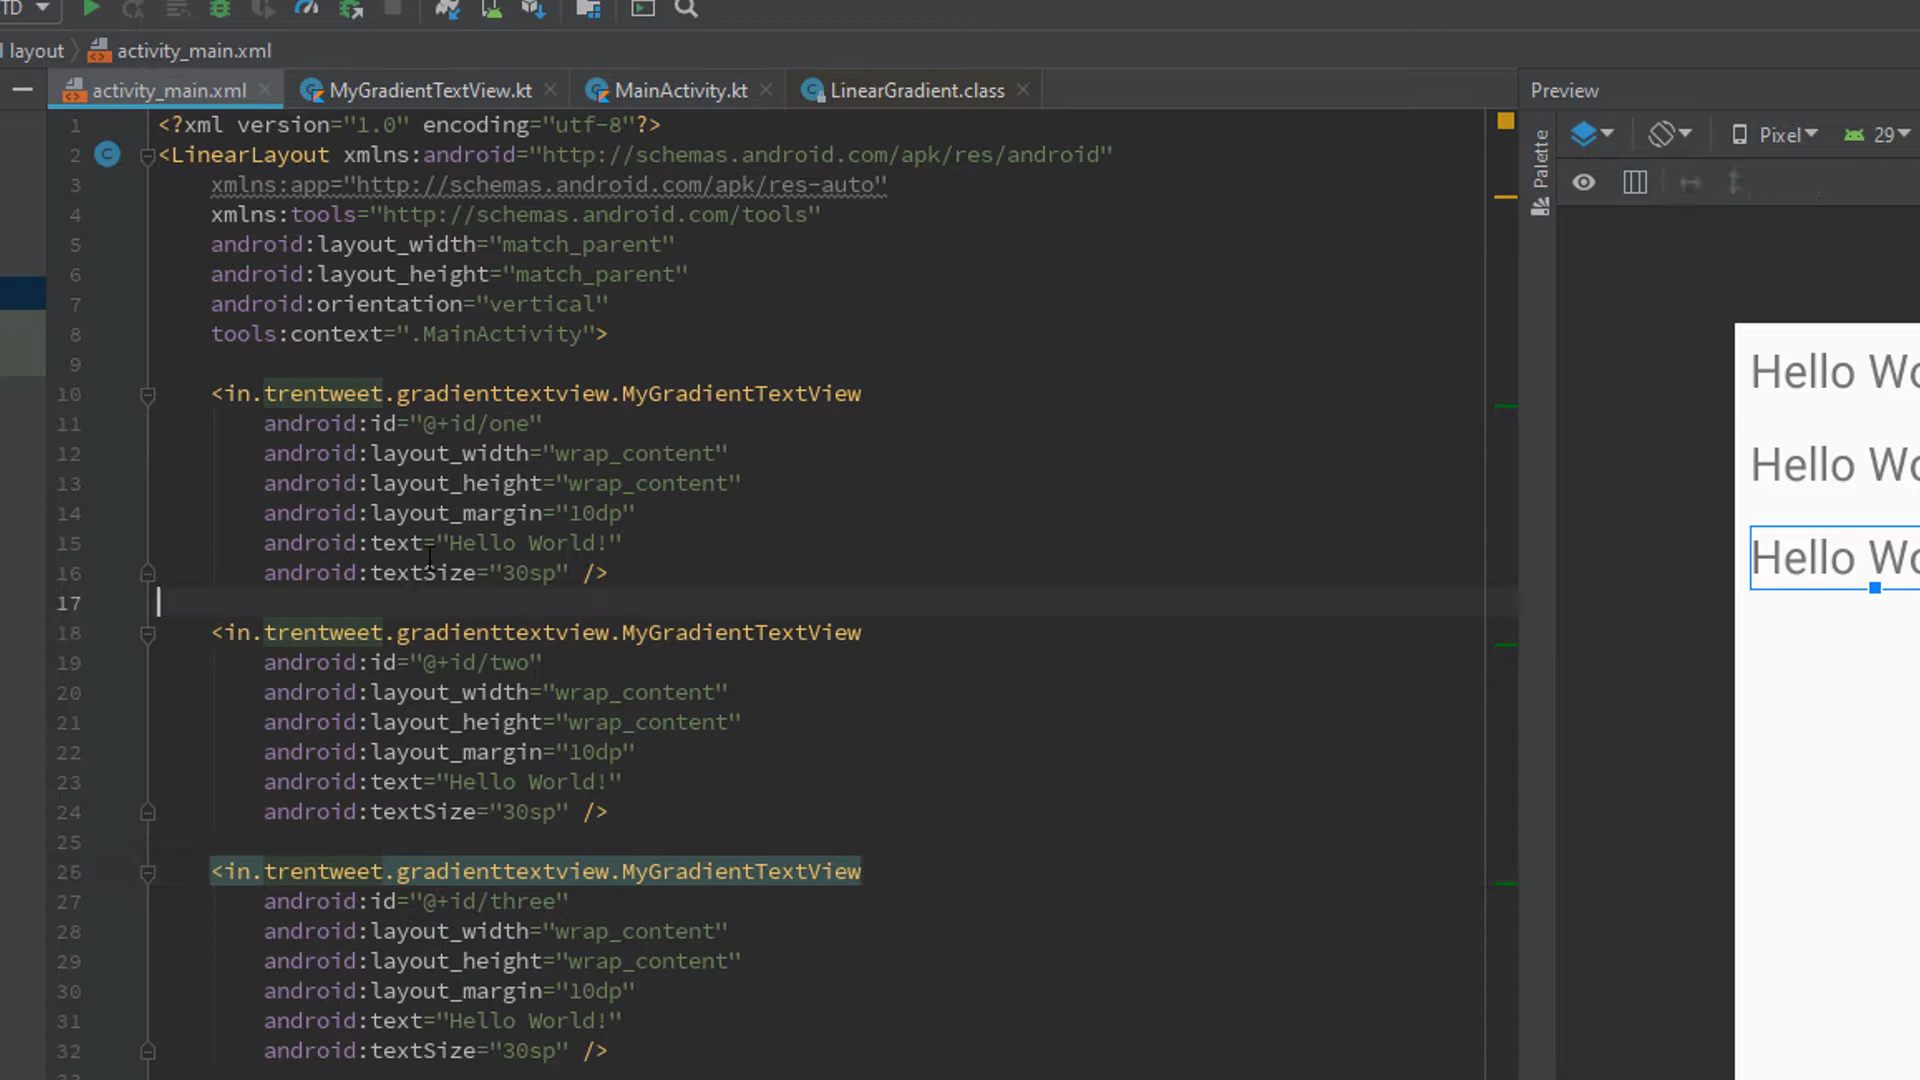 TD
layout activity_main.xml
activity_main.xml MyGradientTextView.kt MainActivity.kt LinearGradient.class Preview
1 <?xml version="1.0" encoding="utf-8"?>
2 <LinearLayout xmlns:android="http://schemas.android.com/apk/res/android"
3 xmlns:app="http://schemas.android.com/apk/res-auto"
4 xmlns:tools="http://schemas.android.com/tools"
5 android:layout_width="match_parent"
6 android:layout_height="match_parent"
7 android:orientation="vertical"
8 tools:context=".MainActivity">
9
10 <in.trentweet.gradienttextview.MyGradientTextView
11 android:id="@+id/one"
12 android:layout_width="wrap_content"
13 android:layout_height="wrap_content"
14 android:layout_margin="10dp"
15 android:text="Hello World!"
16 android:textSize="30sp" />
17
18 <in.trentweet.gradienttextview.MyGradientTextView
19 android:id="@+id/two"
20 android:layout_width="wrap_content"
21 android:layout_height="wrap_content"
22 android:layout_margin="10dp"
23 android:text="Hello World!"
24 android:textSize="30sp" />
25
26 <in.trentweet.gradienttextview.MyGradientTextView
27 android:id="@+id/three"
28 android:layout_width="wrap_content"
29 android:layout_height="wrap_content"
30 android:layout_margin="10dp"
31 android:text="Hello World!"
32 android:textSize="30sp" />
Palette
Pixel 29
Hello Wo
Hello Wo
Hello Wo